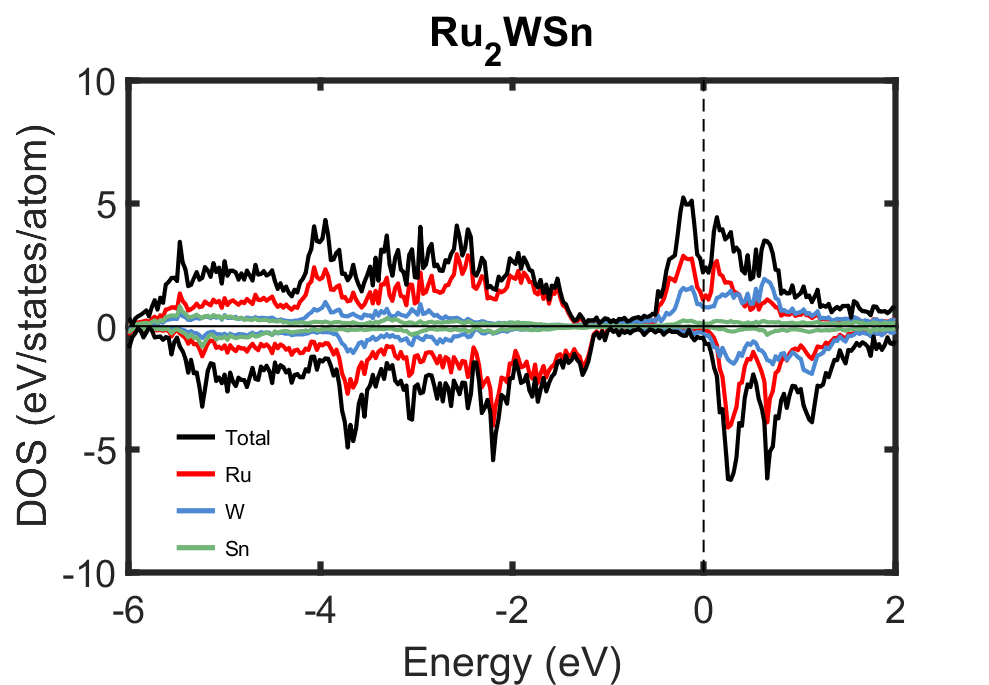 Ru₂WSn
DOS (eV/states/atom)
10
5
0
-5
-10
Total
Ru
W
Sn
-6 -4 -2 0 2
Energy (eV)